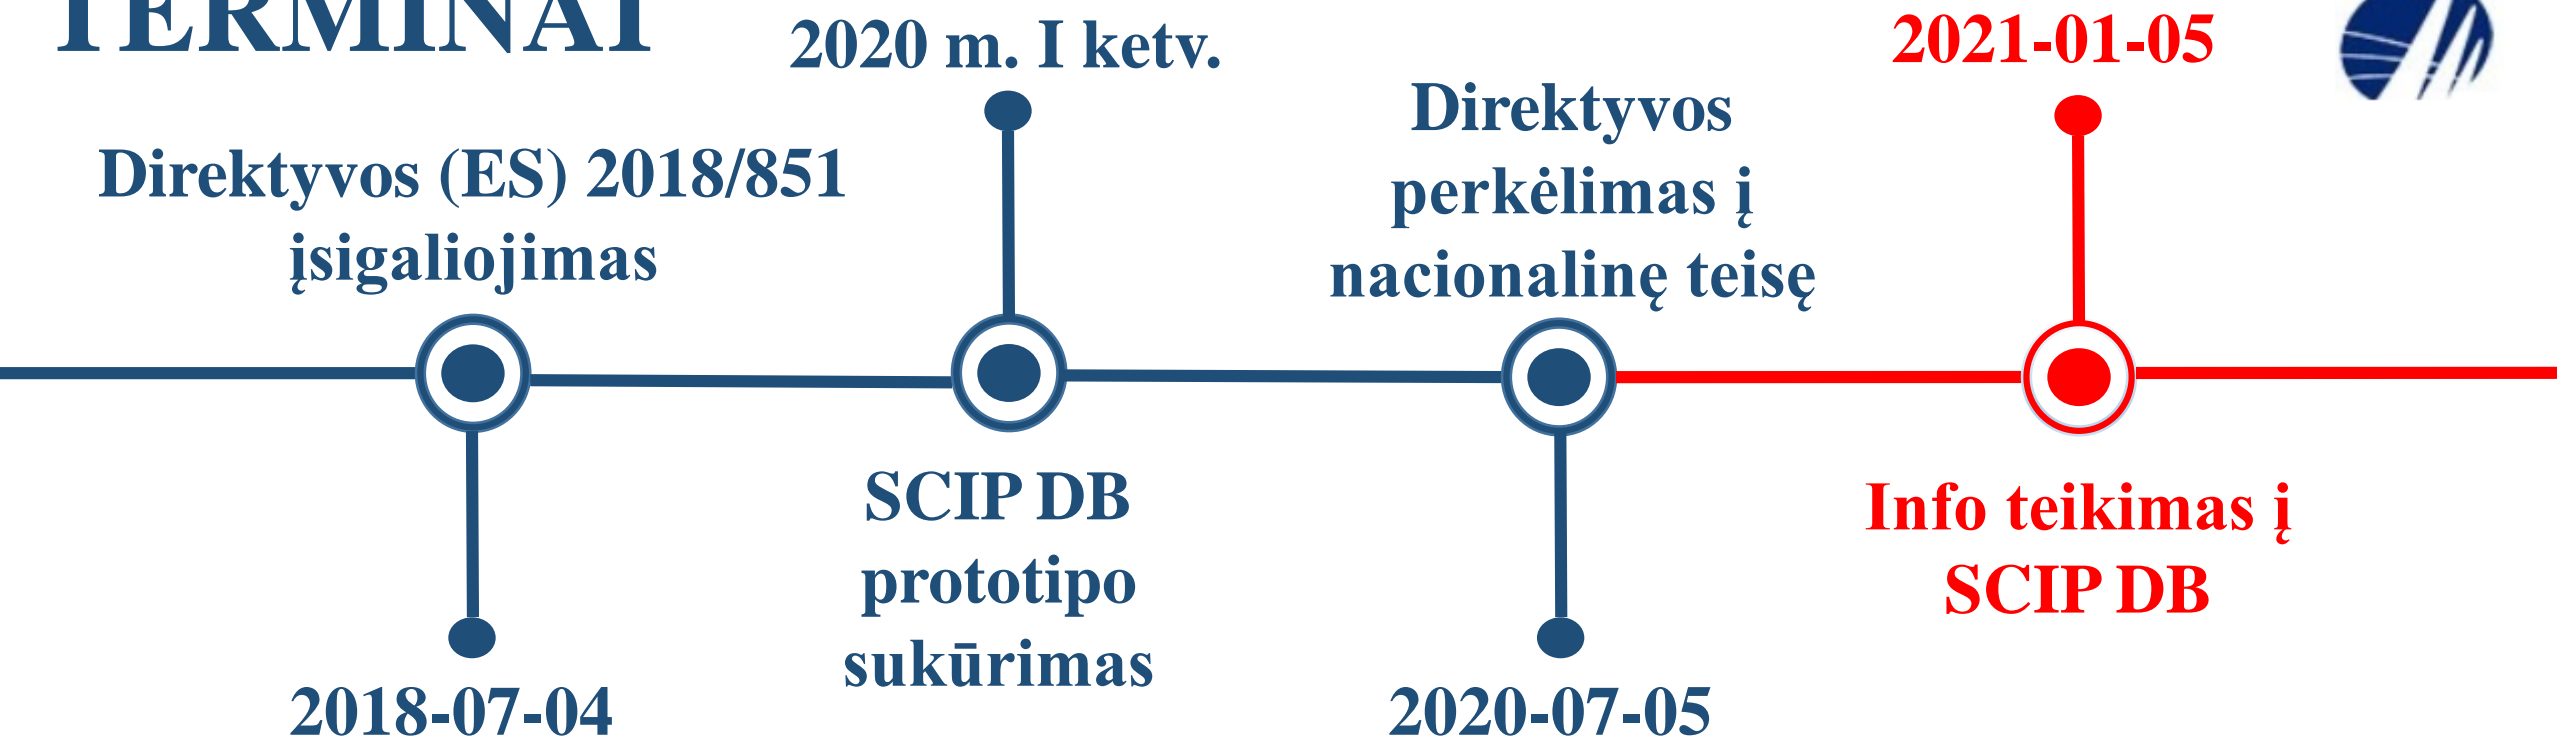 TERMINAI
Direktyvos (ES) 2018/851
įsigaliojimas
2018-07-04
2020 m. I ketv.
SCIP DB
prototipo
sukūrimas
Direktyvos
perkėlimas į
nacionalinę teisę
2020-07-05
2021-01-05
Info teikimas į
SCIP DB